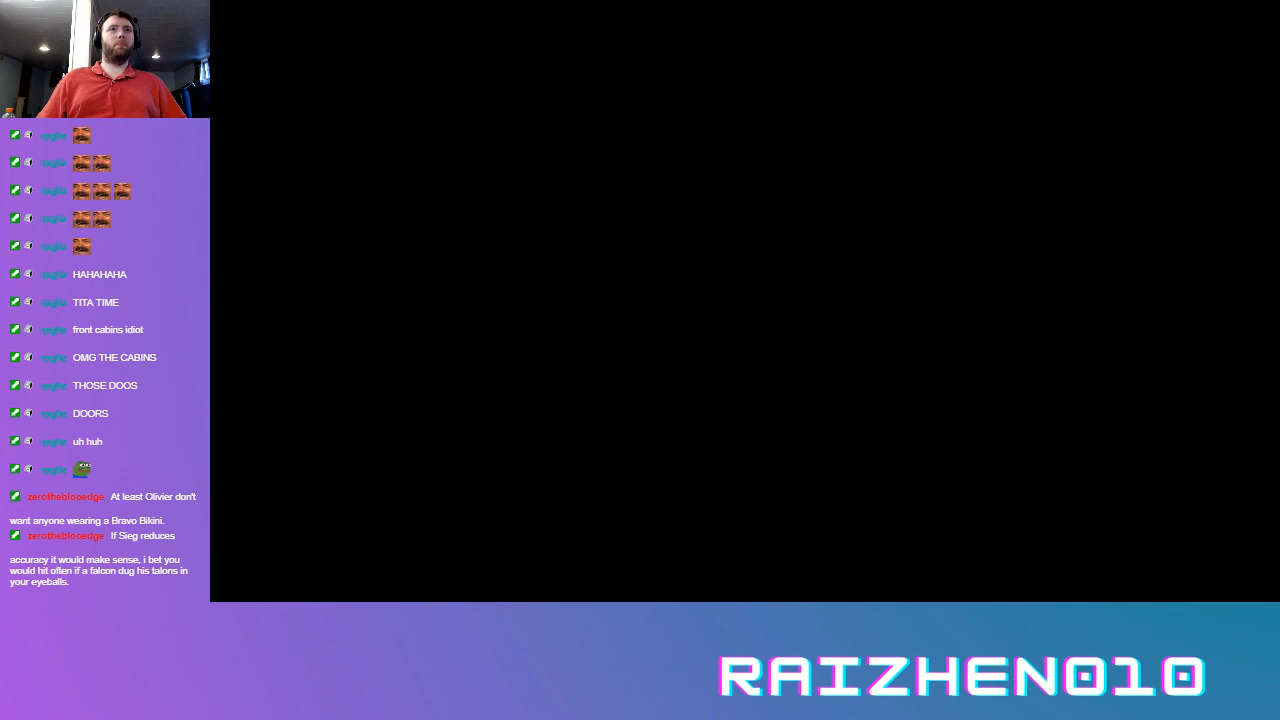 HAHAHAHA
TITA TIME
front cabins idiot
OMG THE CABINS
THOSE DOOS
DOORS
uh huh
zerotheblooedge At least Olivier don't
want anyone wearing a Bravo Bikini.
zerotheblooedge If Sieg reduces
accuracy it would make sense, i bet you
would hit often if a falcon dug his talons in
your eyeballs.
RAIZHEN010